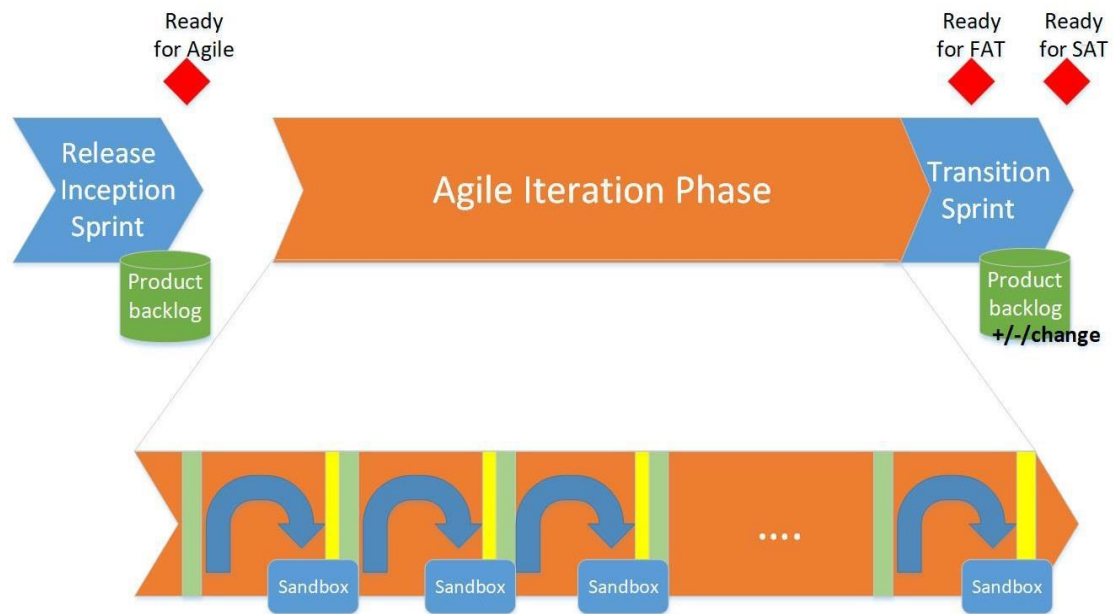 Ready
for Agile
Ready
for FAT
Ready
for SAT
Release
Inception
Sprint
Agile Iteration Phase
Transition
Sprint
Product
backlog
Product
backlog
+/-/change
....
Sandbox
Sandbox
Sandbox
Sandbox